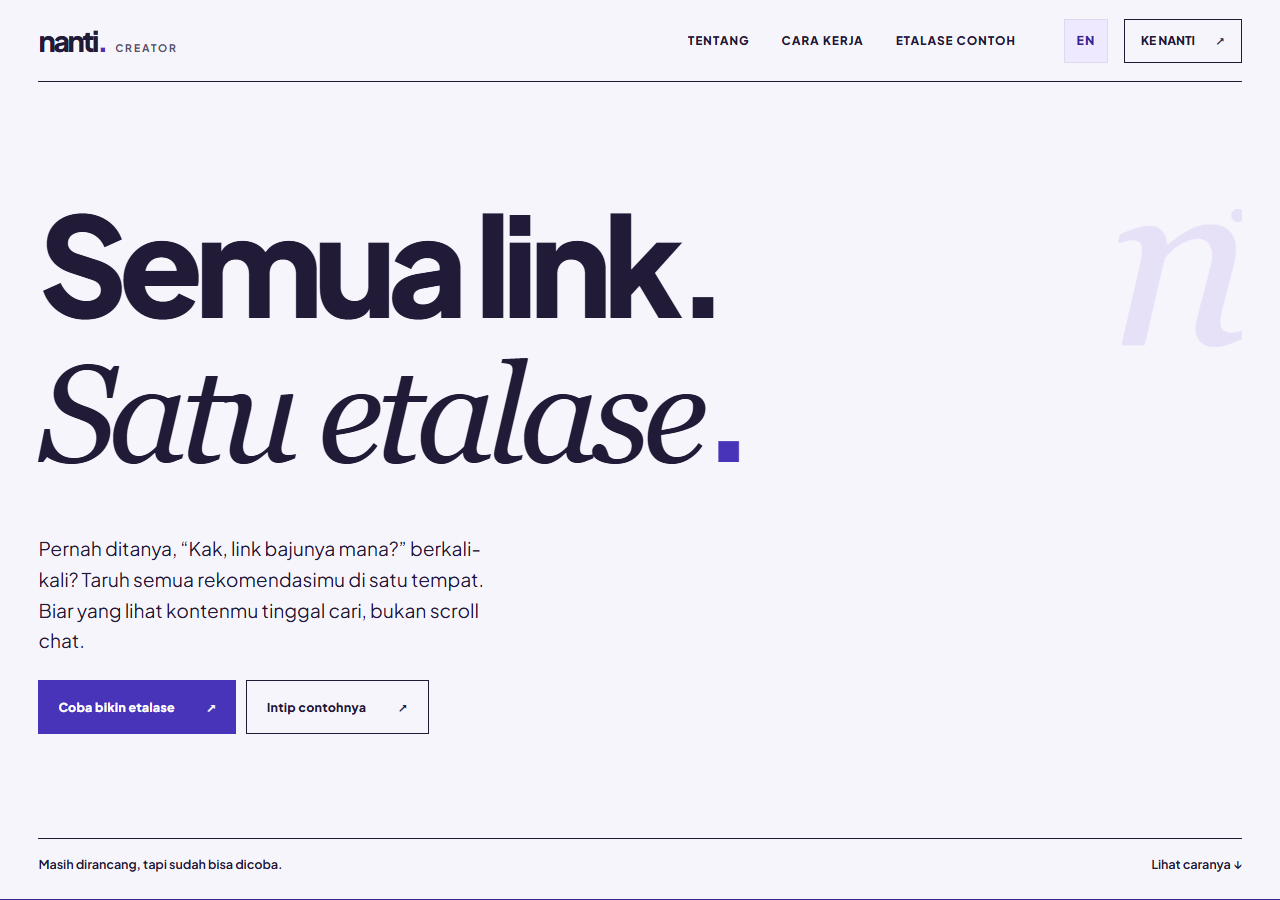 nanti. CREATOR
TENTANG CARA KERJA ETALASE CONTOH EN KE NANTI ↗
Semua link.
Satu etalase.
n
Pernah ditanya, “Kak, link bajunya mana?” berkali-
kali? Taruh semua rekomendasimu di satu tempat.
Biar yang lihat kontenmu tinggal cari, bukan scroll
chat.
Coba bikin etalase ↗ Intip contohnya ↗
Masih dirancang, tapi sudah bisa dicoba. Lihat caranya ↓